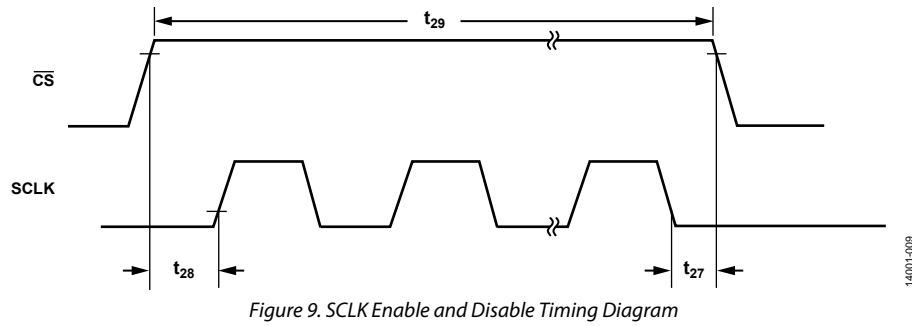 t29
CS
SCLK
t28
t27
14001-009
Figure 9. SCLK Enable and Disable Timing Diagram